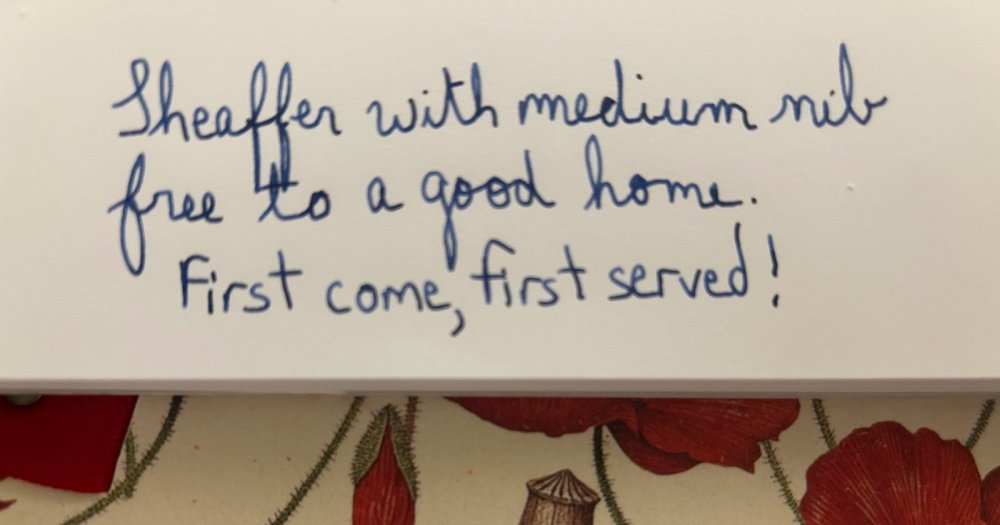 Sheaffer with medium nib
free to a good home.
First come, first served!